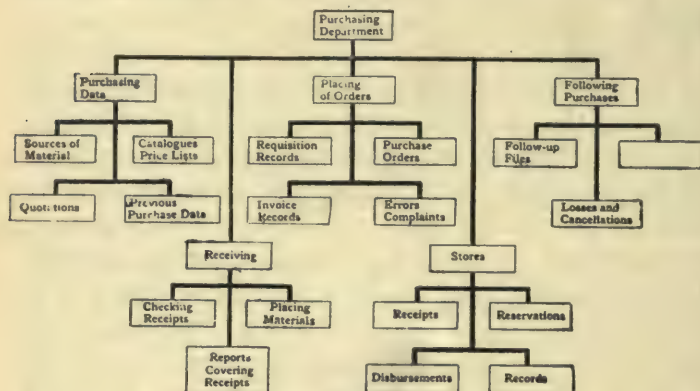 Purchasing
Department
Purchasing
Data
Placing
of Orders
Following
Purchases
Sources of
Material
Catalogues
Price Lists
Requisition
Records
Purchase
Orders
Follow-up
Files
Quotations
Previous
Purchase Data
Invoice
Records
Errors
Complaints
Losses and
Cancellations
Receiving
Stores
Checking
Receipts
Placing
Materials
Receipts
Reservations
Reports
Covering
Receipts
Disbursements
Records